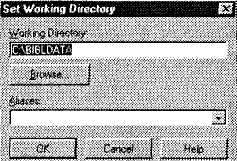 Set Working Directory
Working Directory:
C:\BIBLDATA
Browse...
Aliases:
OK
Cancel
Help